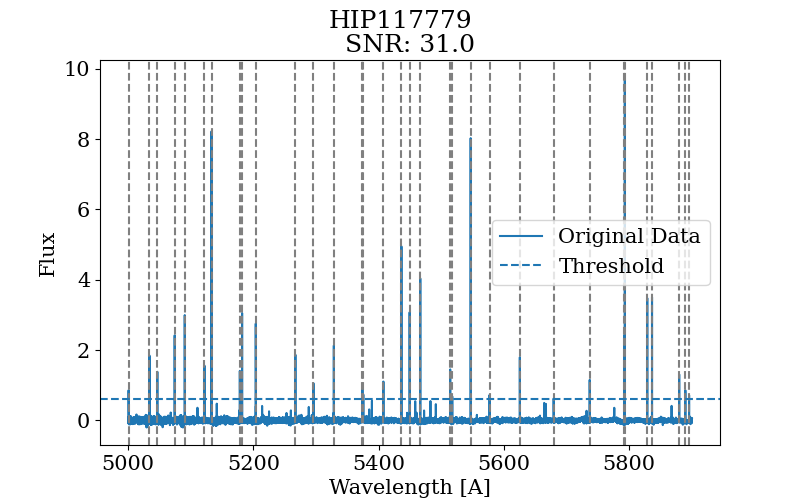 HIP117779
SNR: 31.0
10
8
6
4
2
0
Flux
Original Data
Threshold
5000 5200 5400 5600 5800
Wavelength [A]